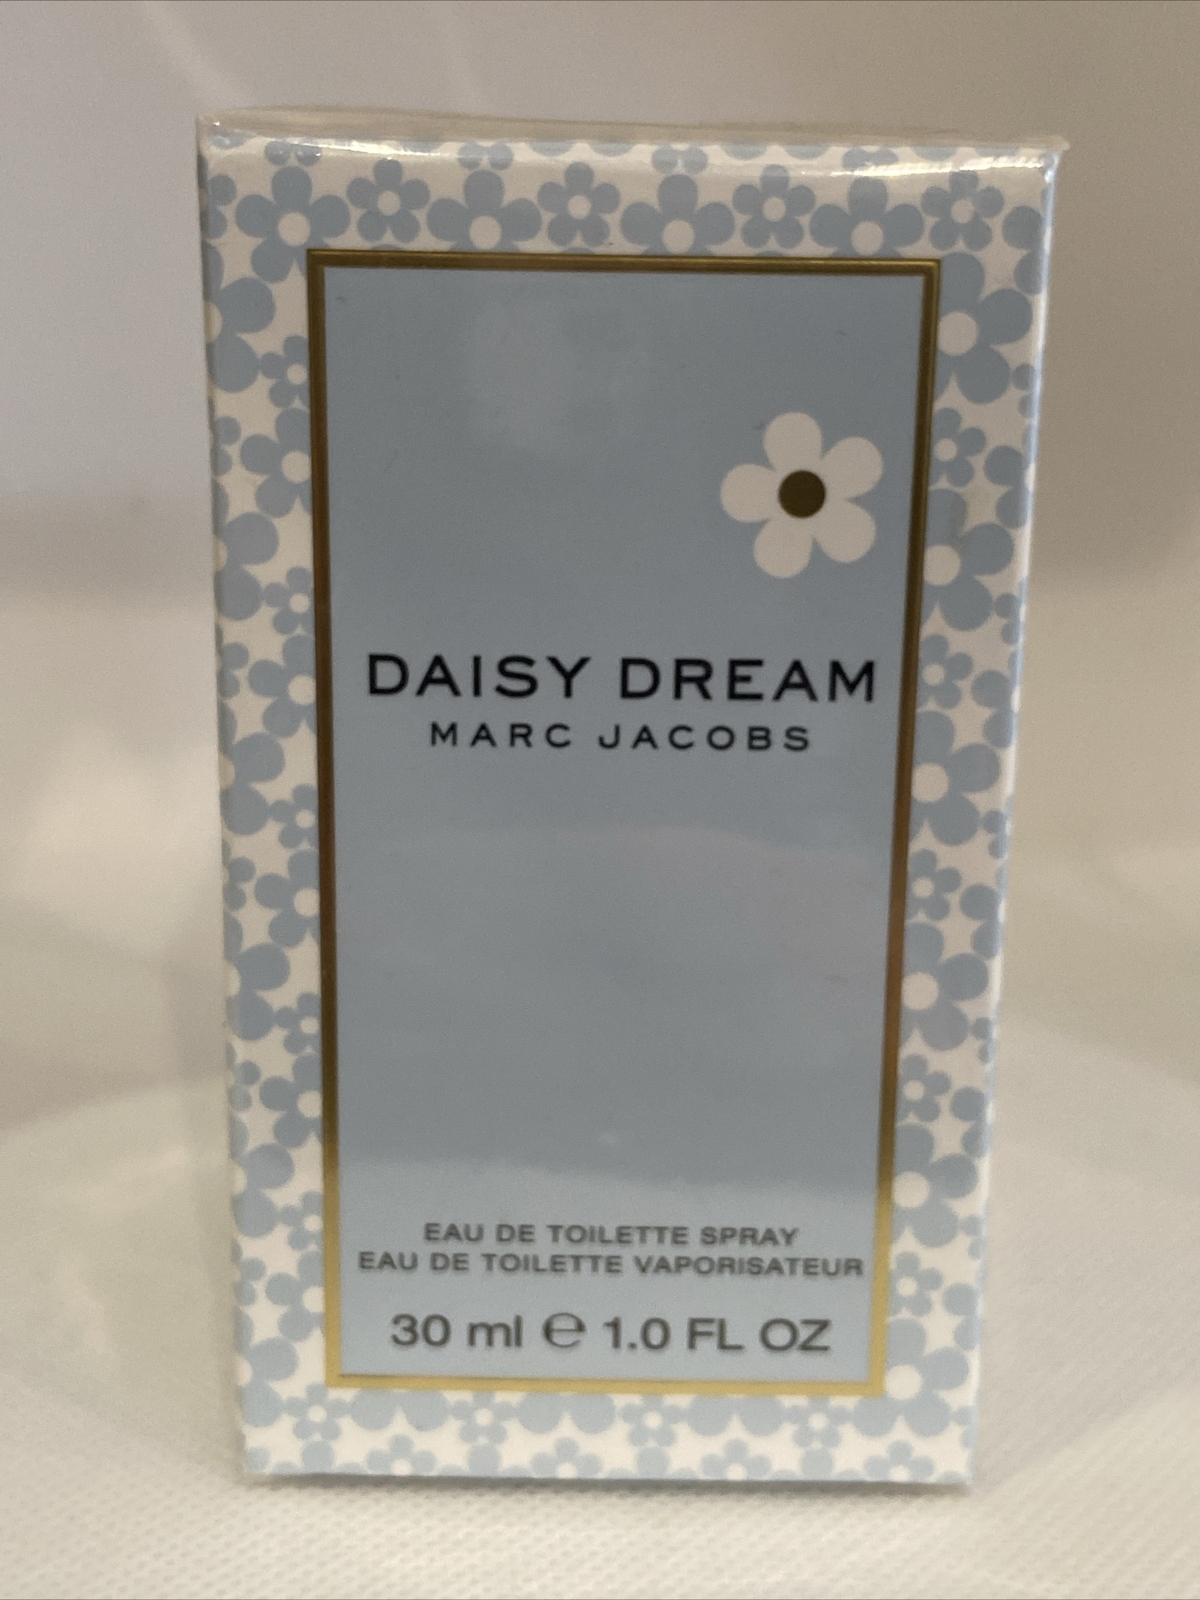 DAISY DREAM
MARC JACOBS
EAU DE TOILETTE SPRAY
EAU DE TOILETTE VAPORISATEUR
30 ml ℮ 1.0 FL OZ